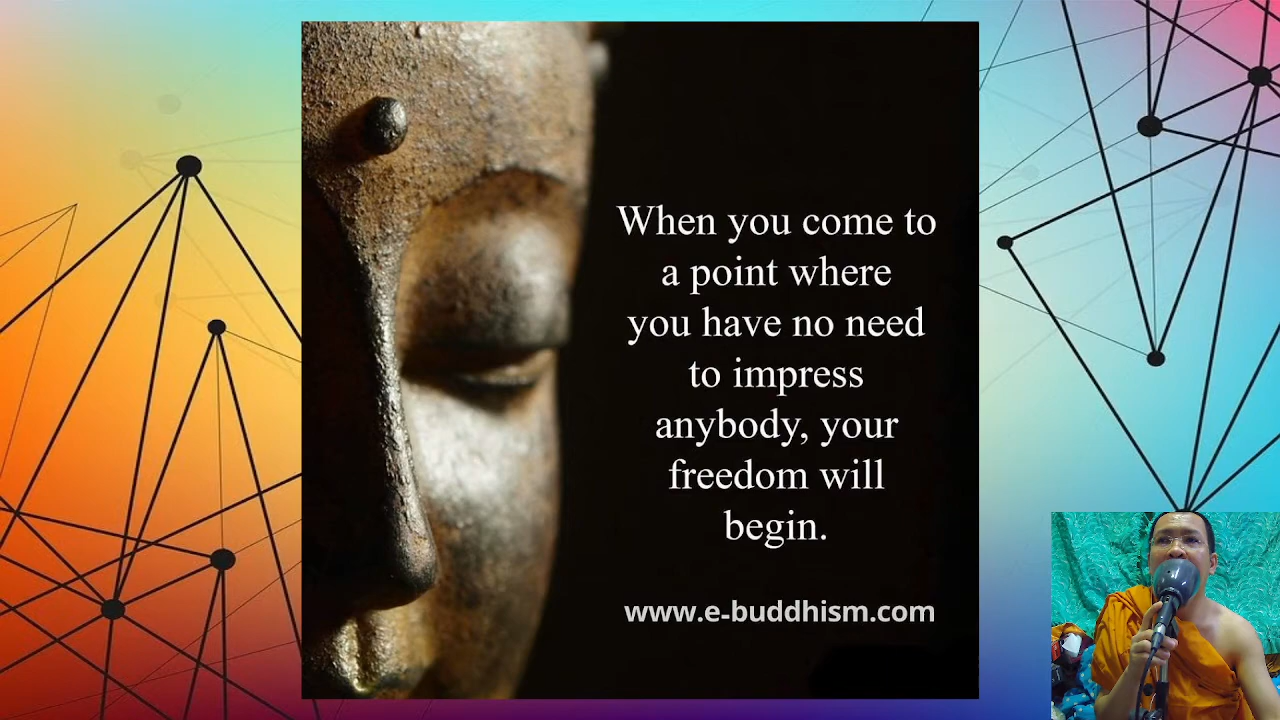 When you come to
a point where
you have no need
to impress
anybody, your
freedom will
begin.
www.e-buddhism.com